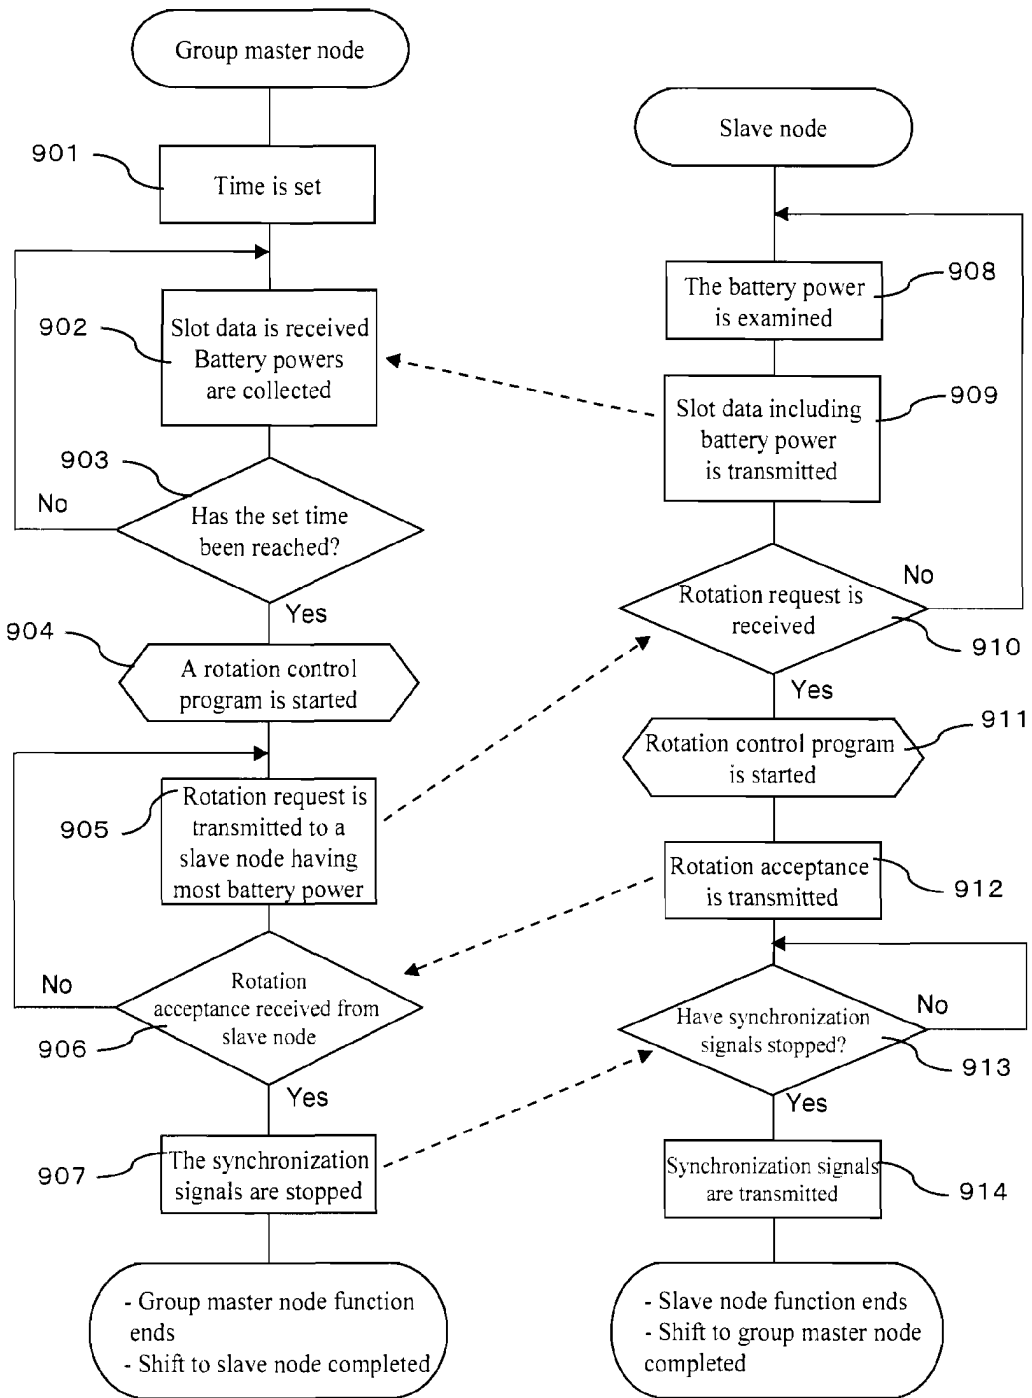 Group master node
901
Time is set
902
Slot data is received
Battery powers
are collected
903
No
Has the set time
been reached?
Yes
904
A rotation control
program is started
905
Rotation request is
transmitted to a
slave node having
most battery power
No
Rotation
acceptance received from
slave node
906
Yes
907
The synchronization
signals are stopped
- Group master node function
ends
- Shift to slave node completed
Slave node
908
The battery power
is examined
909
Slot data including
battery power
is transmitted
No
Rotation request is
received
910
Yes
911
Rotation control program
is started
Rotation acceptance
is transmitted
912
No
Have synchronization
signals stopped?
913
Yes
Synchronization signals
are transmitted
914
- Slave node function ends
- Shift to group master node
completed